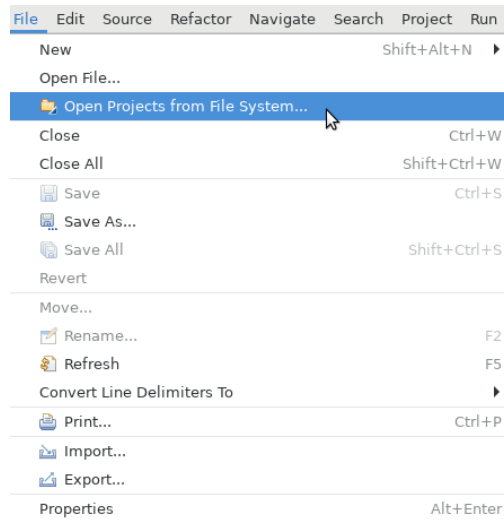 File Edit Source Refactor Navigate Search Project Run
New Shift+Alt+N
Open File...
Open Projects from File System...
Close Ctrl+W
Close All Shift+Ctrl+W
Save Ctrl+S
Save As...
Save All Shift+Ctrl+S
Revert
Move...
Rename... F2
Refresh F5
Convert Line Delimiters To
Print... Ctrl+P
Import...
Export...
Properties Alt+Enter